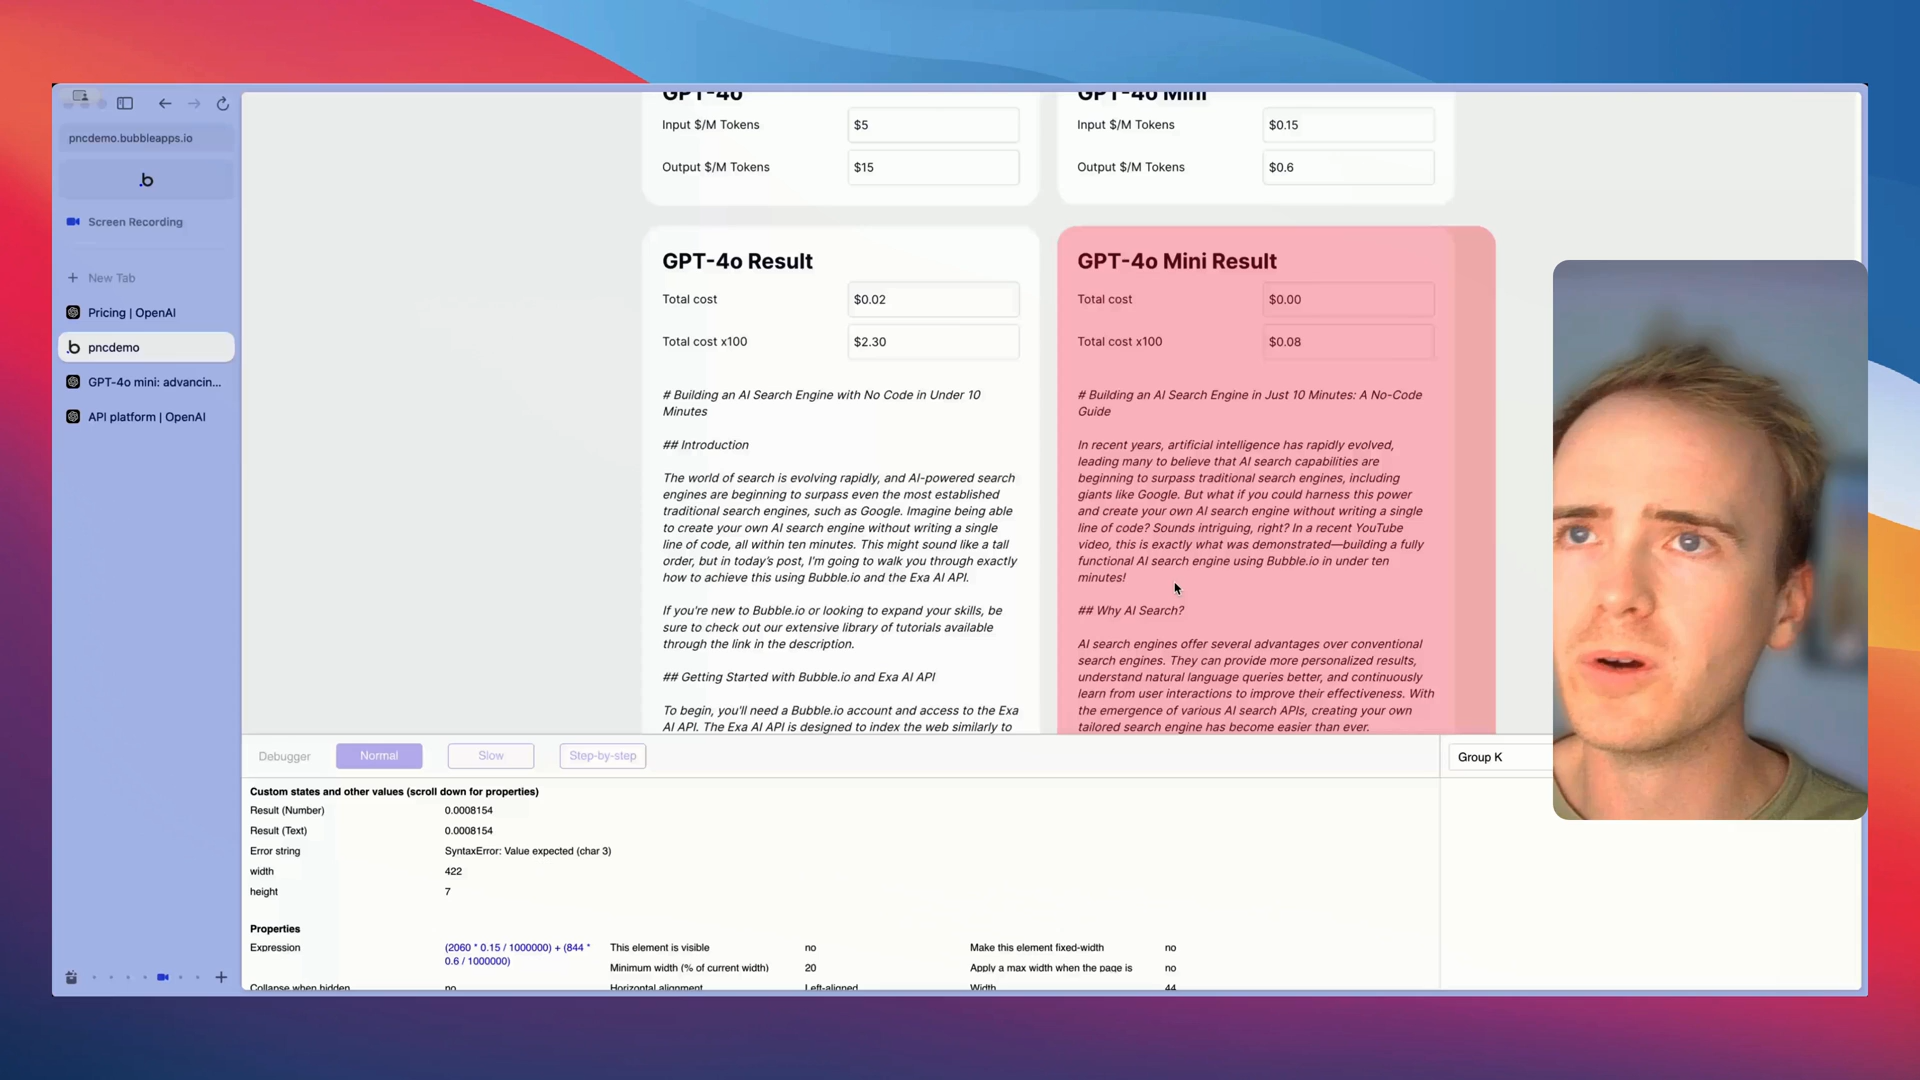 pncdemo.bubbleapps.io
.b
Screen Recording
New Tab
Pricing | OpenAI
.b pncdemo
GPT-4o mini: advancin...
API platform | OpenAI
GPT-4o
Input $/M Tokens
$5
Output $/M Tokens
$15
GPT-4o Mini
Input $/M Tokens
$0.15
Output $/M Tokens
$0.6
GPT-4o Result
Total cost
$0.02
Total cost x100
$2.30
# Building an AI Search Engine with No Code in Under 10
Minutes
## Introduction
The world of search is evolving rapidly, and AI-powered search
engines are beginning to surpass even the most established
traditional search engines, such as Google. Imagine being able
to create your own AI search engine without writing a single
line of code, all within ten minutes. This might sound like a tall
order, but in today's post, I'm going to walk you through exactly
how to achieve this using Bubble.io and the Exa AI API.
If you're new to Bubble.io or looking to expand your skills, be
sure to check out our extensive library of tutorials available
through the link in the description.
## Getting Started with Bubble.io and Exa AI API
To begin, you'll need a Bubble.io account and access to the Exa
AI API. The Exa AI API is designed to index the web similarly to
GPT-4o Mini Result
Total cost
$0.00
Total cost x100
$0.08
# Building an AI Search Engine in Just 10 Minutes: A No-Code
Guide
In recent years, artificial intelligence has rapidly evolved,
leading many to believe that AI search capabilities are
beginning to surpass traditional search engines, including
giants like Google. But what if you could harness this power
and create your own AI search engine without writing a single
line of code? Sounds intriguing, right? In a recent YouTube
video, this is exactly what was demonstrated—building a fully
functional AI search engine using Bubble.io in under ten
minutes!
## Why AI Search?
AI search engines offer several advantages over conventional
search engines. They can provide more personalized results,
understand natural language queries better, and continuously
learn from user interactions to improve their effectiveness. With
the emergence of various AI search APIs, creating your own
tailored search engine has become easier than ever.
Debugger
Normal
Slow
Step-by-step
Group K
Custom states and other values (scroll down for properties)
Result (Number)
0.0008154
Result (Text)
0.0008154
Error string
SyntaxError: Value expected (char 3)
width
422
height
7
Properties
Expression
(2060 * 0.15 / 1000000) + (844 *
0.6 / 1000000)
This element is visible
no
Make this element fixed-width
no
Minimum width (% of current width)
20
Apply a max width when the page is
no
Collapse when hidden
no
Horizontal alignment
Left-aligned
Width
44